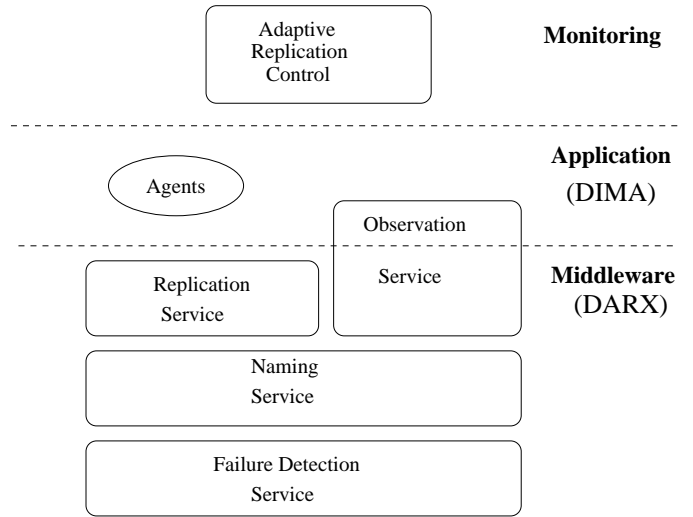 Adaptive
Replication
Control
Monitoring
Application
(DIMA)
Agents
Observation
Service
Middleware
(DARX)
Replication
Service
Naming
Service
Failure Detection
Service